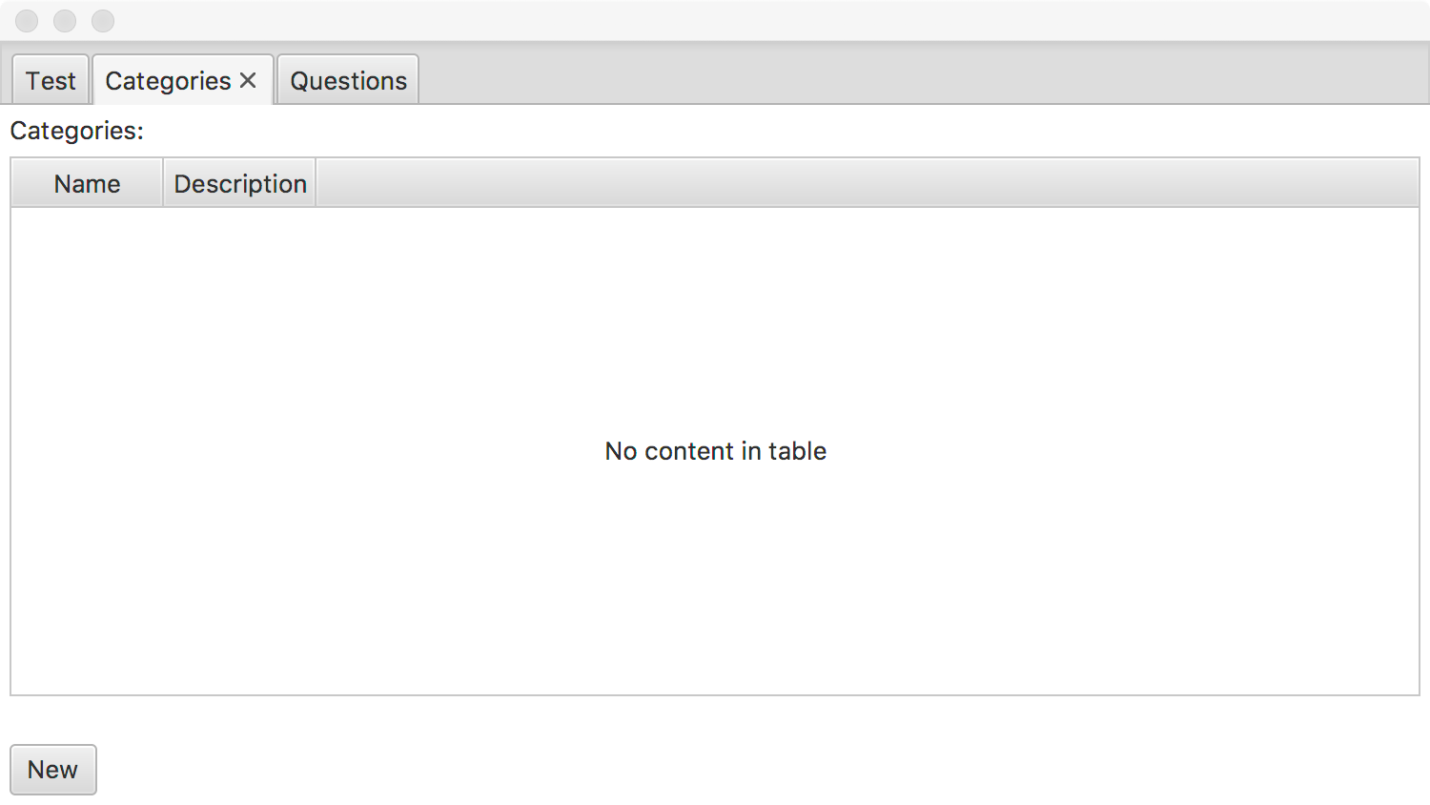 Test Categories Questions
Categories:
Name Description
No content in table
New